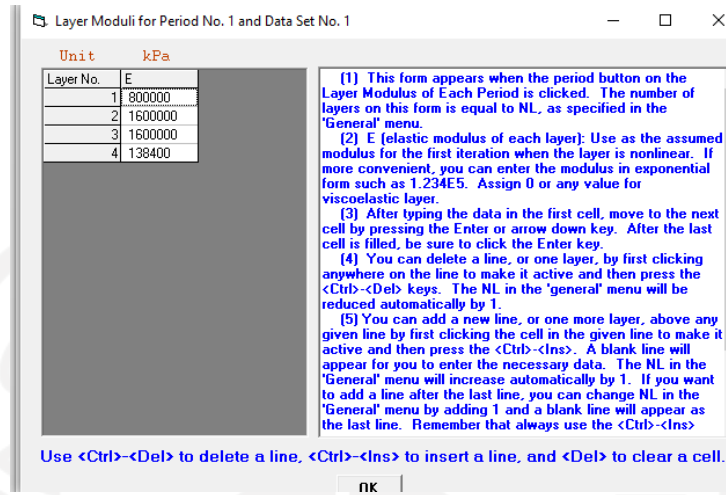 Layer Moduli for Period No. 1 and Data Set No. 1
Unit kPa
Layer No. E
1 800000
2 1600000
3 1600000
4 138400
(1) This form appears when the period button on the
Layer Modulus of Each Period is clicked. The number of
layers on this form is equal to NL, as specified in the
'General' menu.
(2) E (elastic modulus of each layer): Use as the assumed
modulus for the first iteration when the layer is nonlinear. If
more convenient, you can enter the modulus in exponential
form such as 1.234E5. Assign 0 or any value for
viscoelastic layer.
(3) After typing the data in the first cell, move to the next
cell by pressing the Enter or arrow down key. After the last
cell is filled, be sure to click the Enter key.
(4) You can delete a line, or one layer, by first clicking
anywhere on the line to make it active and then press the
<Ctrl>-<Del> keys. The NL in the 'general' menu will be
reduced automatically by 1.
(5) You can add a new line, or one more layer, above any
given line by first clicking the cell in the given line to make it
active and then press the <Ctrl>-<Ins>. A blank line will
appear for you to enter the necessary data. The NL in the
'General' menu will increase automatically by 1. If you want
to add a line after the last line, you can change NL in the
'General' menu by adding 1 and a blank line will appear as
the last line. Remember that always use the <Ctrl>-<Ins>
Use <Ctrl>-<Del> to delete a line, <Ctrl>-<Ins> to insert a line, and <Del> to clear a cell.
OK